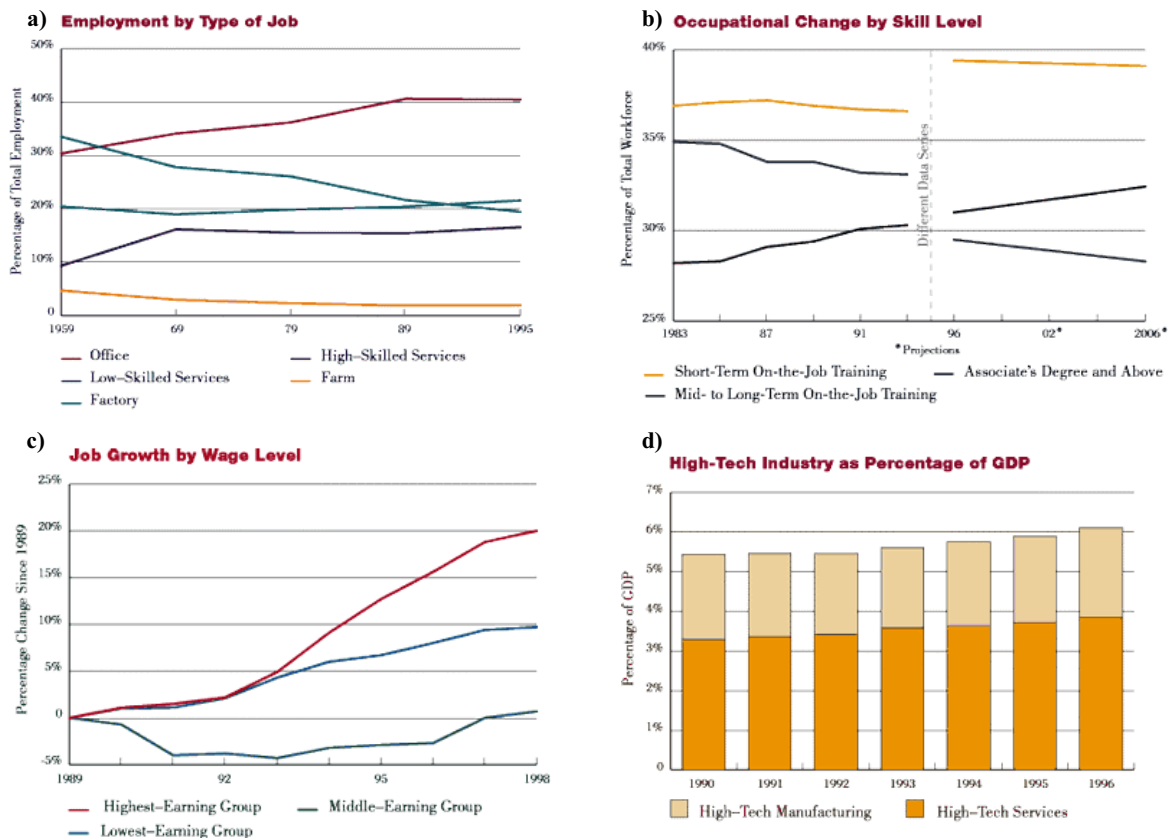 a) Employment by Type of Job
50%
40%
30%
20%
10%
0
Percentage of Total Employment
1959 69 79 89 1995
Office
High–Skilled Services
Low–Skilled Services
Farm
Factory
b) Occupational Change by Skill Level
40%
35%
30%
25%
Percentage of Total Workforce
Different Data Series
1983 87 91 96 02* 2006*
*Projections
Short-Term On-the-Job Training
Associate's Degree and Above
Mid- to Long-Term On-the-Job Training
c) Job Growth by Wage Level
25%
20%
15%
10%
5%
0
-5%
Percentage Change Since 1989
1989 92 95 1998
Highest–Earning Group
Middle–Earning Group
Lowest–Earning Group
d) High-Tech Industry as Percentage of GDP
7%
6%
5%
4%
3%
2%
1%
0
Percentage of GDP
1990 1991 1992 1993 1994 1995 1996
High–Tech Manufacturing
High–Tech Services